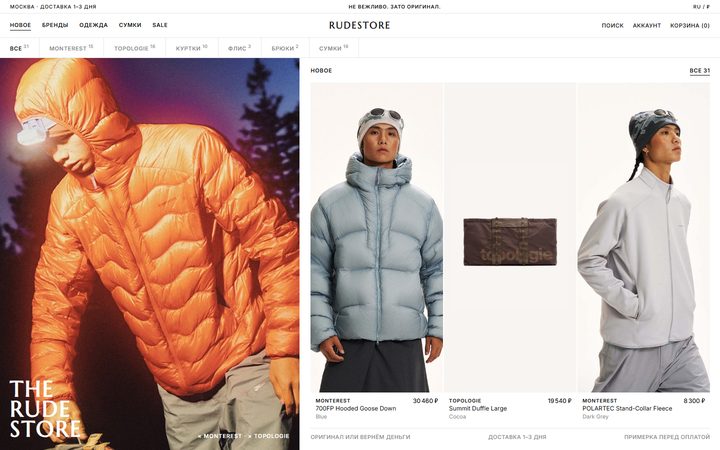 МОСКВА · ДОСТАВКА 1–3 ДНЯ
НЕ ВЕЖЛИВО. ЗАТО ОРИГИНАЛ.
RU / ₽
НОВОЕ БРЕНДЫ ОДЕЖДА СУМКИ SALE
RUDESTORE
ПОИСК АККАУНТ КОРЗИНА (0)
ВСЕ 31 MONTEREST 15 TOPOLOGIE 16 КУРТКИ 10 ФЛИС 3 БРЮКИ 2 СУМКИ 16
НОВОЕ
ВСЕ 31
topologie
THE
RUDE
STORE
× MONTEREST × TOPOLOGIE
MONTEREST 30 460 ₽
700FP Hooded Goose Down
Blue
TOPOLOGIE 19 540 ₽
Summit Duffle Large
Cocoa
MONTEREST 8 300 ₽
POLARTEC Stand-Collar Fleece
Dark Grey
ОРИГИНАЛ ИЛИ ВЕРНЁМ ДЕНЬГИ
ДОСТАВКА 1–3 ДНЯ
ПРИМЕРКА ПЕРЕД ОПЛАТОЙ